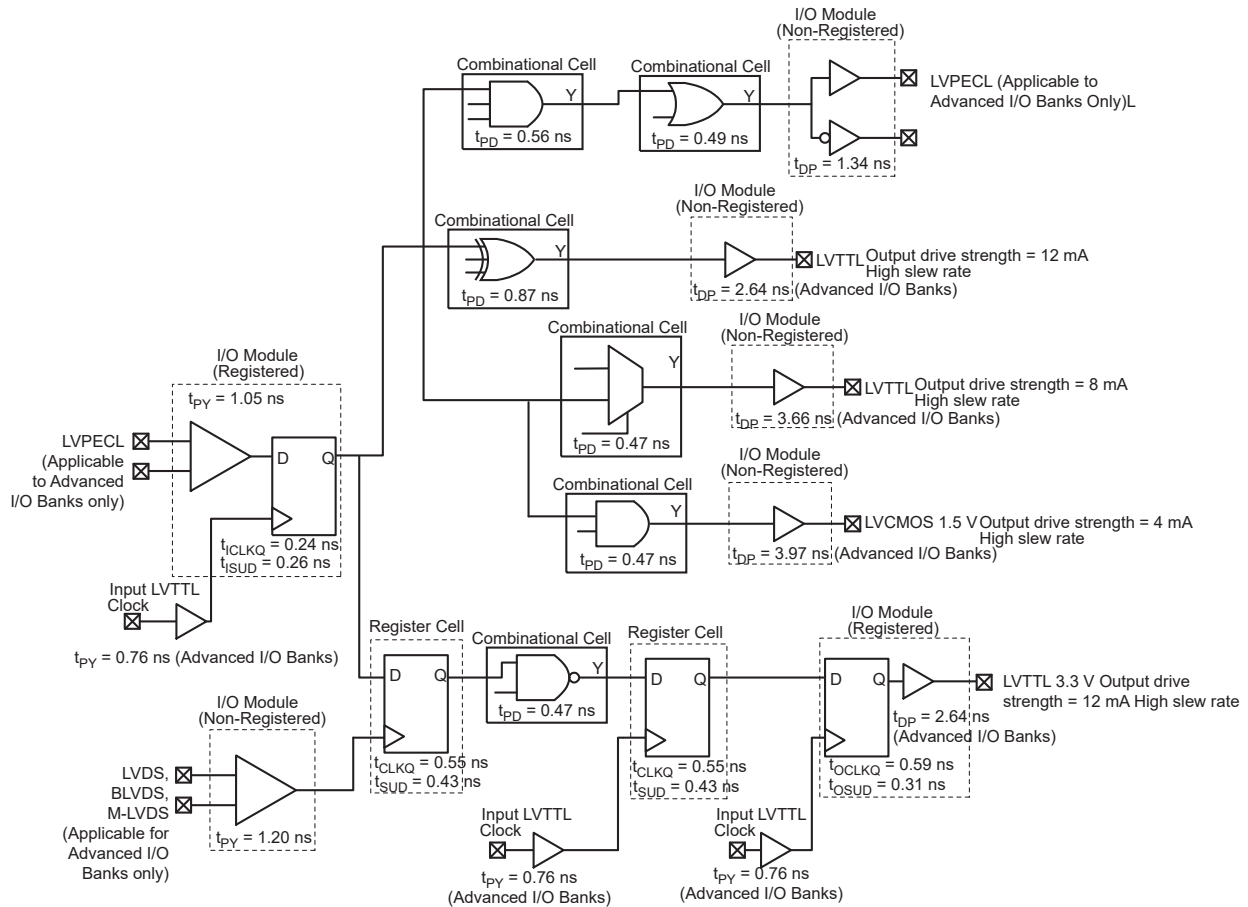 I/O Module
(Non-Registered)
Combinational Cell
Y
tPD = 0.56 ns
Combinational Cell
Y
tPD = 0.49 ns
tDP = 1.34 ns
LVPECL (Applicable to
Advanced I/O Banks Only)L
I/O Module
(Non-Registered)
Combinational Cell
Y
tPD = 0.87 ns
tDP = 2.64 ns
LVTTL
Output drive strength = 12 mA
High slew rate
(Advanced I/O Banks)
I/O Module
(Non-Registered)
Combinational Cell
Y
tPD = 0.47 ns
tDP = 3.66 ns
LVTTL
Output drive strength = 8 mA
High slew rate
(Advanced I/O Banks)
I/O Module
(Registered)
tPY = 1.05 ns
LVPECL
(Applicable
to Advanced
I/O Banks only)
D
Q
tICLKQ = 0.24 ns
tISUD = 0.26 ns
Input LVTTL
Clock
tPY = 0.76 ns (Advanced I/O Banks)
I/O Module
(Non-Registered)
Combinational Cell
Y
tPD = 0.47 ns
tDP = 3.97 ns
LVCMOS 1.5 V
Output drive strength = 4 mA
High slew rate
(Advanced I/O Banks)
I/O Module
(Non-Registered)
LVDS,
BLVDS,
M-LVDS
(Applicable for
Advanced I/O
Banks only)
tPY = 1.20 ns
Register Cell
D
Q
tCLKQ = 0.55 ns
tSUD = 0.43 ns
Combinational Cell
Y
tPD = 0.47 ns
Register Cell
D
Q
tCLKQ = 0.55 ns
tSUD = 0.43 ns
Input LVTTL
Clock
tPY = 0.76 ns
(Advanced I/O Banks)
I/O Module
(Registered)
D
Q
tDP = 2.64 ns
(Advanced I/O Banks)
tOCLKQ = 0.59 ns
tOSUD = 0.31 ns
LVTTL 3.3 V Output drive
strength = 12 mA High slew rate
Input LVTTL
Clock
tPY = 0.76 ns
(Advanced I/O Banks)